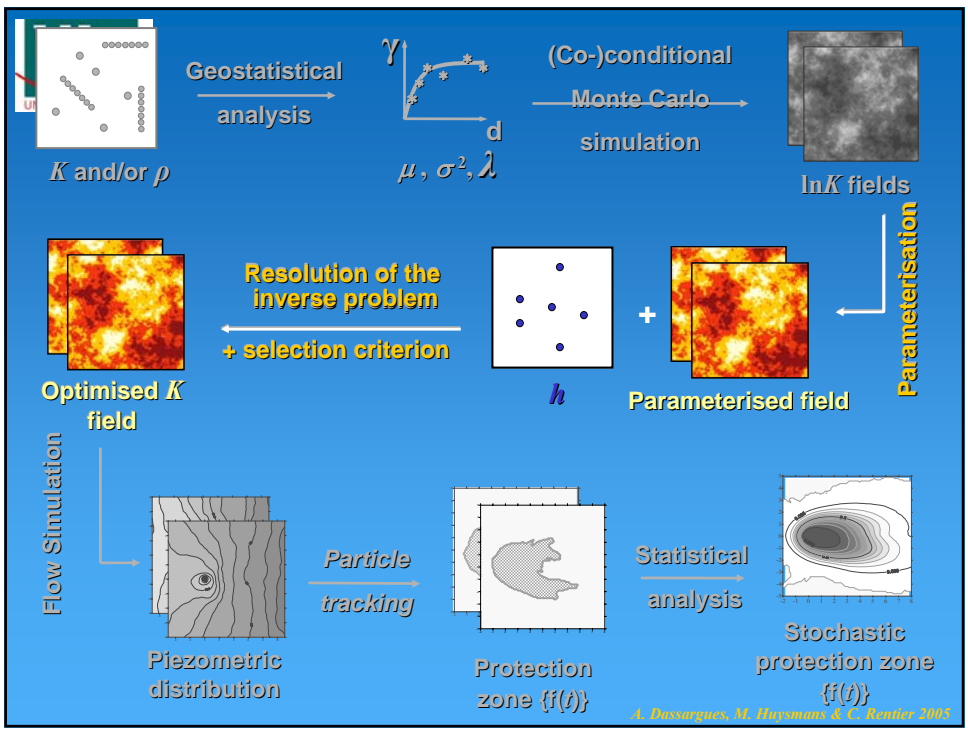 UN
Geostatistical
analysis
K and/or ρ
γ
d
μ, σ², λ
(Co-)conditional
Monte Carlo
simulation
lnK fields
Parameterisation
Resolution of the
inverse problem
+ selection criterion
+
Optimised K
field
h
Parameterised field
Flow Simulation
Piezometric
distribution
Particle
tracking
Protection
zone {f(t)}
Statistical
analysis
Stochastic
protection zone
{f(t)}
A. Dassargues, M. Huysmans & C. Rentier 2005